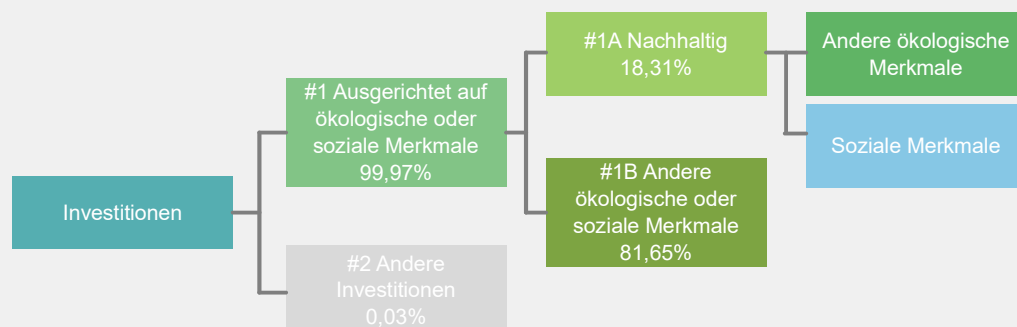 Investitionen
#1 Ausgerichtet auf
ökologische oder
soziale Merkmale
99,97%
#2 Andere
Investitionen
0,03%
#1A Nachhaltig
18,31%
#1B Andere
ökologische oder
soziale Merkmale
81,65%
Andere ökologische
Merkmale
Soziale Merkmale